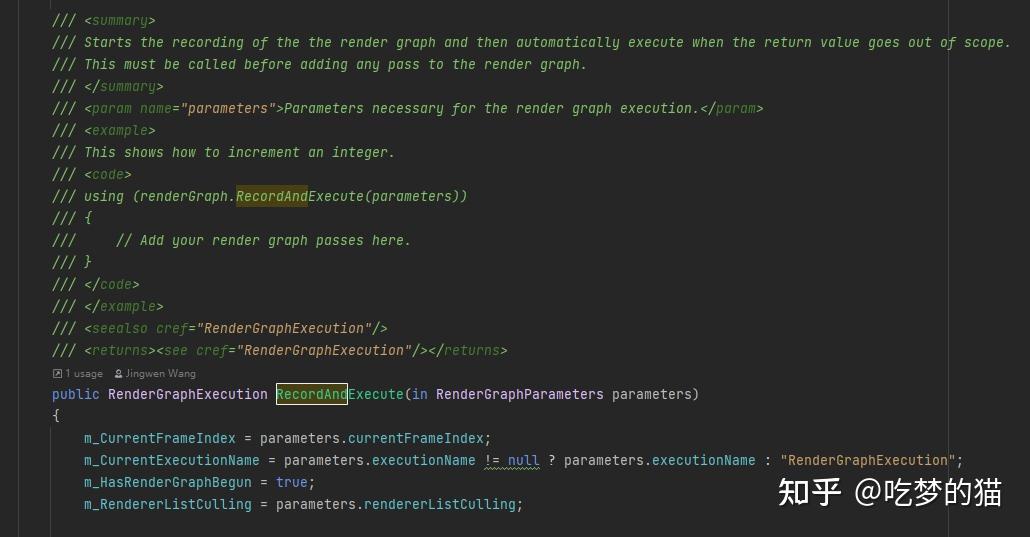 /// <summary>
/// Starts the recording of the the render graph and then automatically execute when the return value goes out of scope.
/// This must be called before adding any pass to the render graph.
/// </summary>
/// <param name="parameters">Parameters necessary for the render graph execution.</param>
/// <example>
/// This shows how to increment an integer.
/// <code>
/// using (renderGraph.RecordAndExecute(parameters))
/// {
///     // Add your render graph passes here.
/// }
/// </code>
/// </example>
/// <seealso cref="RenderGraphExecution"/>
/// <returns><see cref="RenderGraphExecution"/></returns>
1 usage Jingwen Wang
public RenderGraphExecution RecordAndExecute(in RenderGraphParameters parameters)
{
    m_CurrentFrameIndex = parameters.currentFrameIndex;
    m_CurrentExecutionName = parameters.executionName != null ? parameters.executionName : "RenderGraphExecution";
    m_HasRenderGraphBegun = true;
    m_RendererListCulling = parameters.rendererListCulling;
知乎 @吃梦的猫